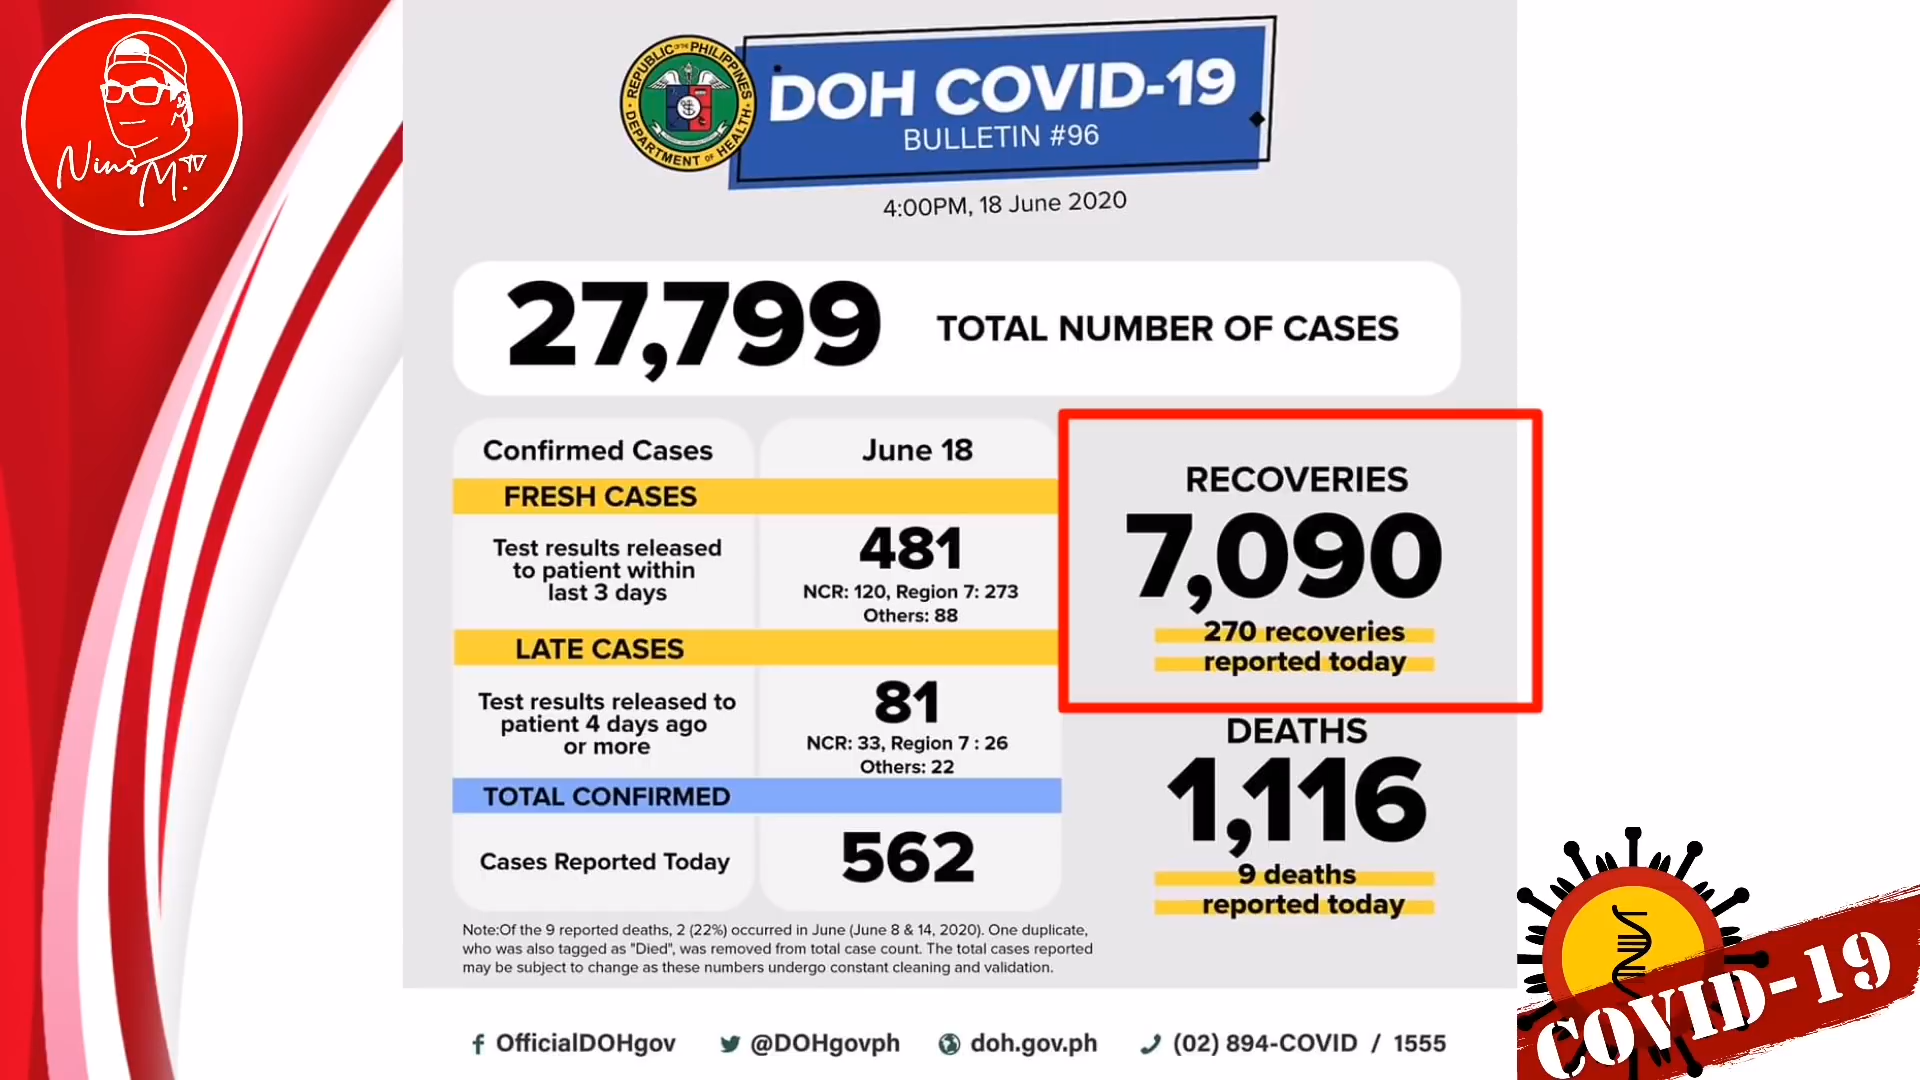 Nins
M. TV
REPUBLIC OF THE PHILIPPINES
DEPARTMENT OF HEALTH
DOH COVID-19
BULLETIN #96
4:00PM, 18 June 2020
27,799 TOTAL NUMBER OF CASES
Confirmed Cases June 18
FRESH CASES
Test results released
to patient within
last 3 days
481
NCR: 120, Region 7: 273
Others: 88
LATE CASES
Test results released to
patient 4 days ago
or more
81
NCR: 33, Region 7 : 26
Others: 22
TOTAL CONFIRMED
Cases Reported Today
562
RECOVERIES
7,090
270 recoveries
reported today
DEATHS
1,116
9 deaths
reported today
Note:Of the 9 reported deaths, 2 (22%) occurred in June (June 8 & 14, 2020). One duplicate,
who was also tagged as "Died", was removed from total case count. The total cases reported
may be subject to change as these numbers undergo constant cleaning and validation.
OfficialDOHgov @DOHgovph doh.gov.ph (02) 894-COVID / 1555
COVID-19